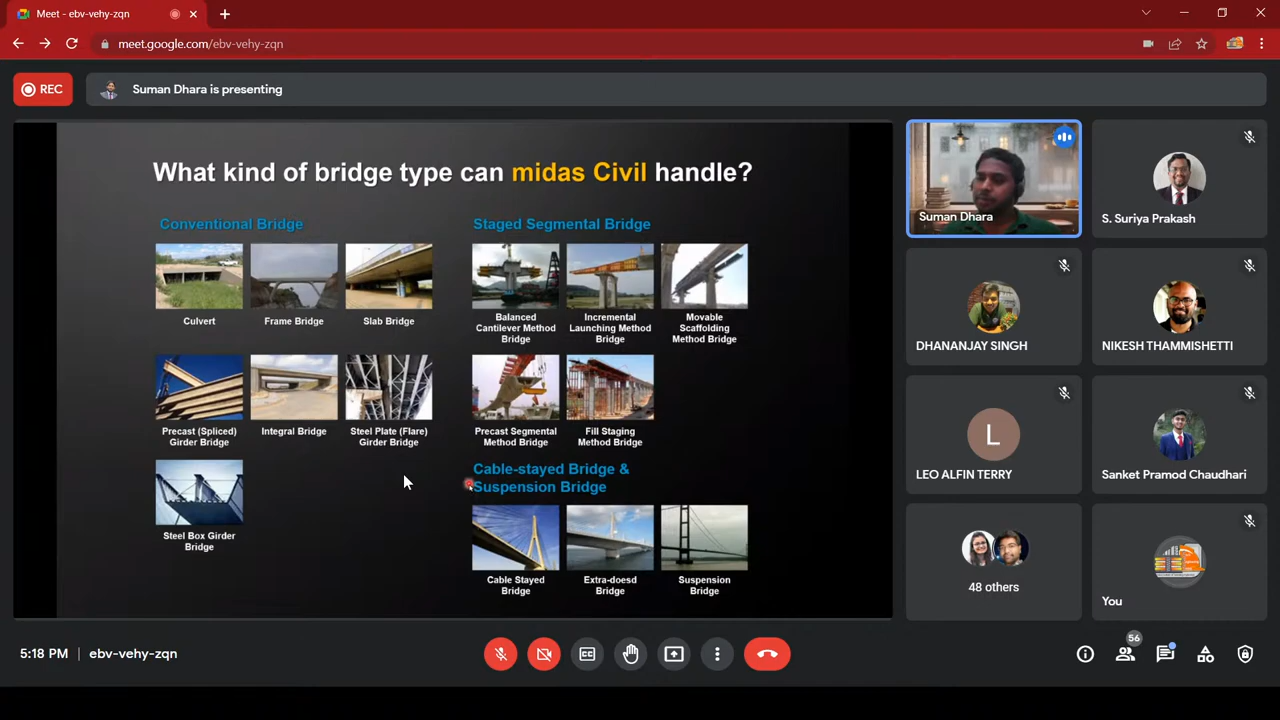 Meet - ebv-vehy-zqn
meet.google.com/ebv-vehy-zqn
REC
Suman Dhara is presenting
What kind of bridge type can midas Civil handle?
Conventional Bridge
Culvert
Frame Bridge
Slab Bridge
Precast (Spliced)
Girder Bridge
Integral Bridge
Steel Plate (Flare)
Girder Bridge
Steel Box Girder
Bridge
Staged Segmental Bridge
Balanced
Cantilever Method
Bridge
Incremental
Launching Method
Bridge
Movable
Scaffolding
Method Bridge
Precast Segmental
Method Bridge
Fill Staging
Method Bridge
Cable-stayed Bridge &
Suspension Bridge
Cable Stayed
Bridge
Extra-doesd
Bridge
Suspension
Bridge
Suman Dhara
S. Suriya Prakash
DHANANJAY SINGH
NIKESH THAMMISHETTI
L
LEO ALFIN TERRY
Sanket Pramod Chaudhari
48 others
You
5:18 PM
ebv-vehy-zqn
56